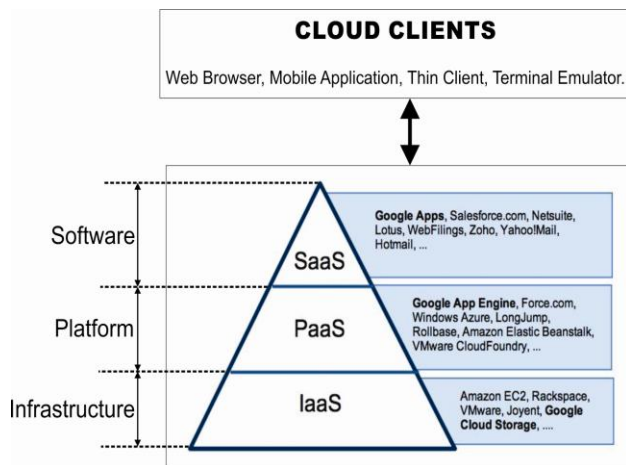 CLOUD CLIENTS
Web Browser, Mobile Application, Thin Client, Terminal Emulator.
Software
SaaS
Google Apps, Salesforce.com, Netsuite,
Lotus, WebFilings, Zoho, Yahoo!Mail,
Hotmail, ...
Platform
PaaS
Google App Engine, Force.com,
Windows Azure, LongJump,
Rollbase, Amazon Elastic Beanstalk,
VMware CloudFoundry, ...
Infrastructure
IaaS
Amazon EC2, Rackspace,
VMware, Joyent, Google
Cloud Storage, ....